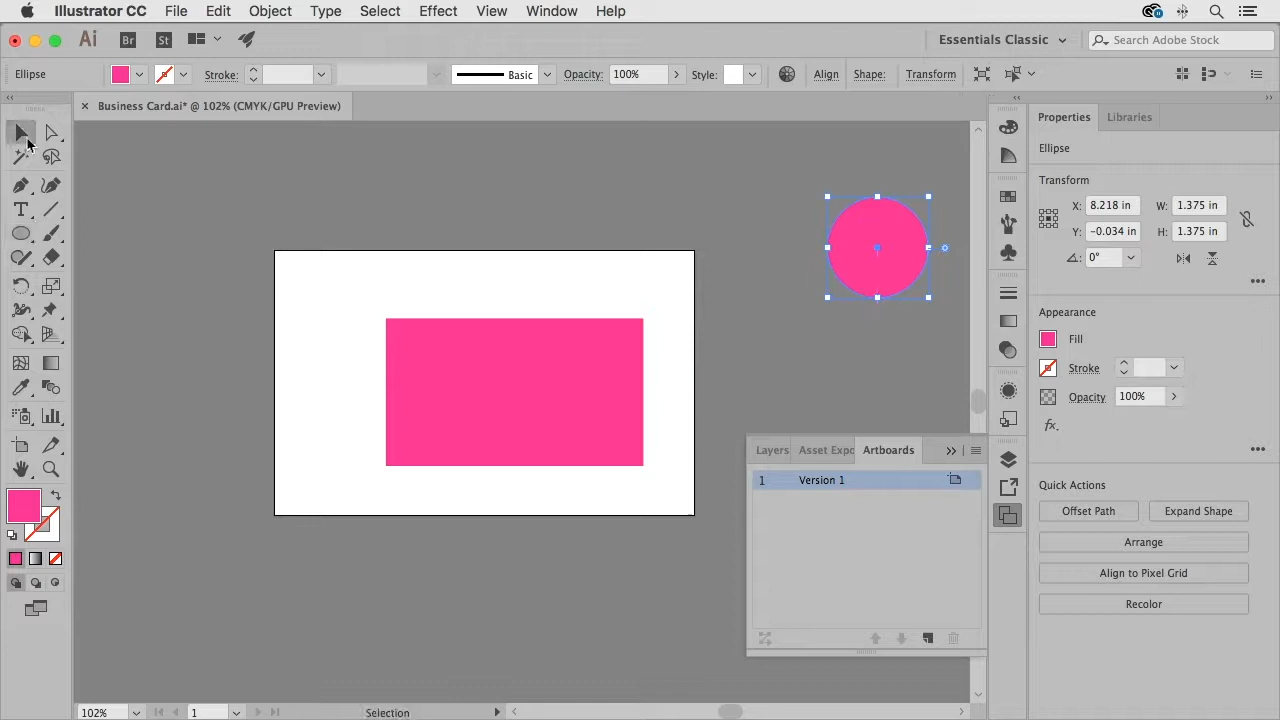 Illustrator CC File Edit Object Type Select Effect View Window Help
Ai Br St Essentials Classic Search Adobe Stock
Ellipse Stroke: Basic Opacity: 100% Style: Align Shape: Transform
Business Card.ai* @ 102% (CMYK/GPU Preview)
Properties Libraries
Ellipse
Transform
X: 8.218 in W: 1.375 in
Y: -0.034 in H: 1.375 in
0°
Appearance
Fill
Stroke
Opacity 100%
fx.
Layers Asset Expo Artboards
1 Version 1
Quick Actions
Offset Path Expand Shape
Arrange
Align to Pixel Grid
Recolor
102% 1 Selection